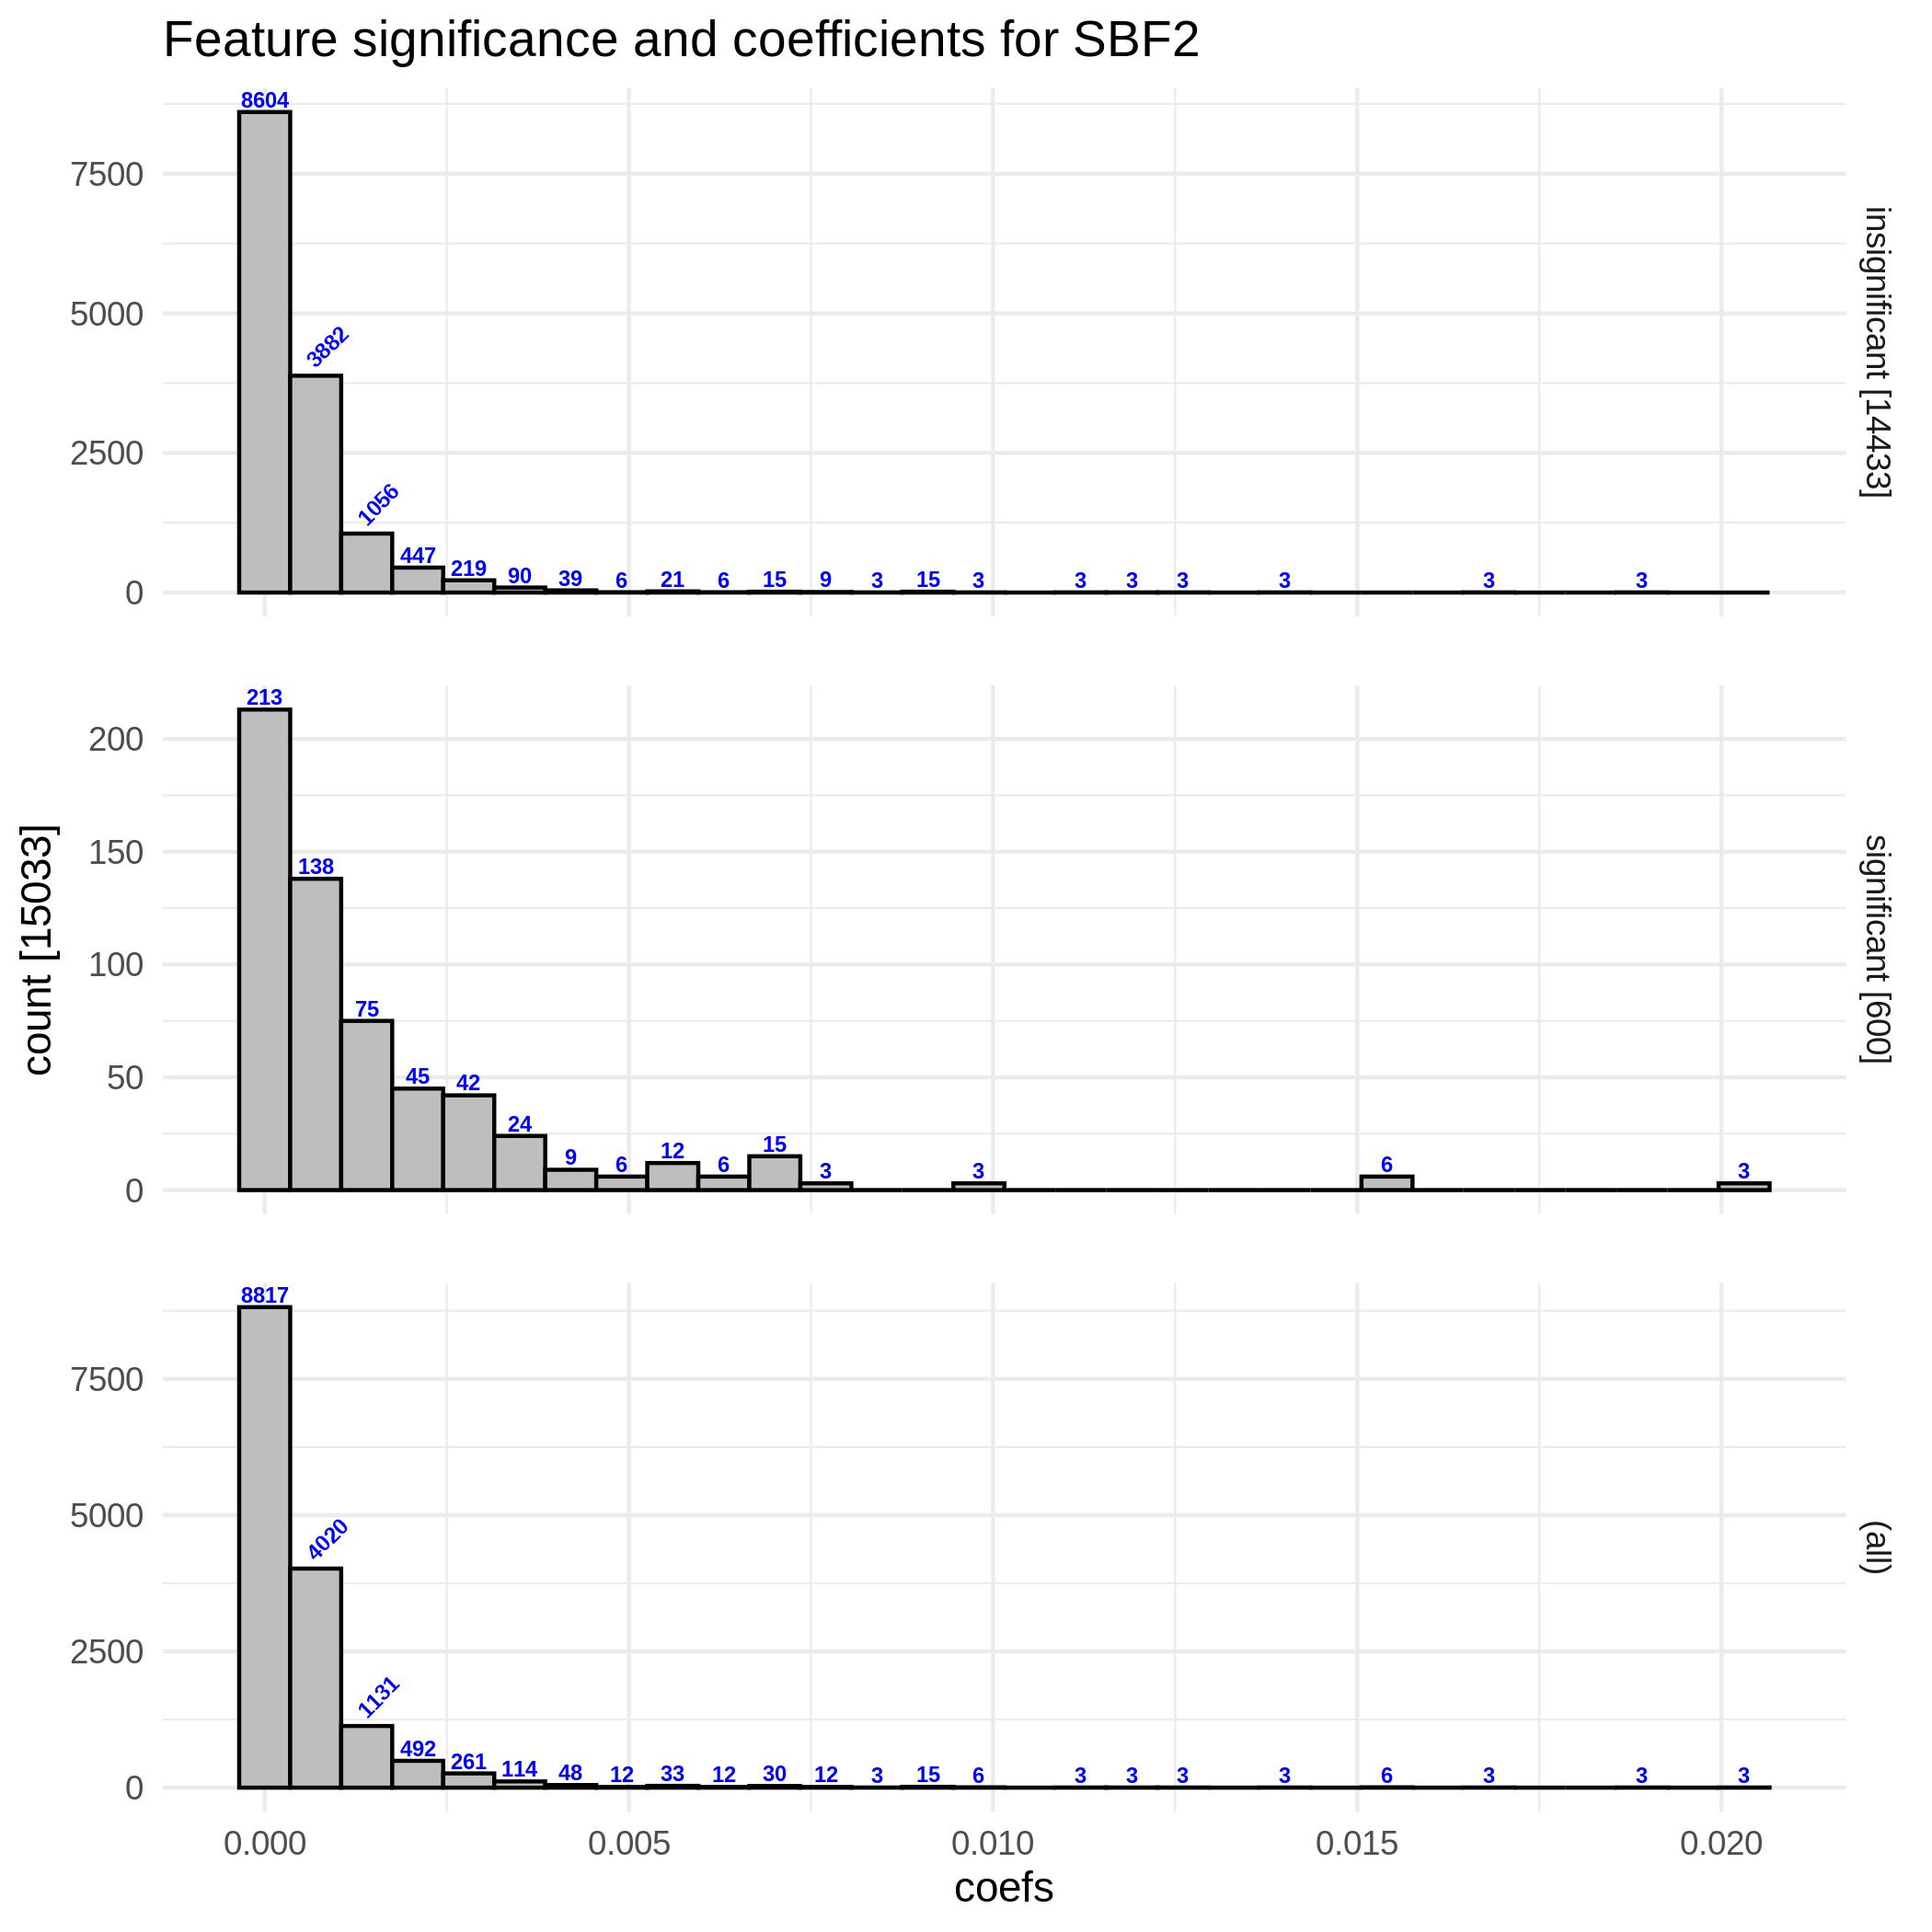 Feature significance and coefficients for SBF2
8604
7500
5000
2500
0
3882
1056
447 219 90 39 6 21 6 15 9 3 15 3 3 3 3 3 3 3
insignificant [14433]
213
200
150
100
50
0
138
75
45 42 24 9 6 12 6 15 3 3 6 3
significant [600]
count [15033]
8817
7500
5000
2500
0
4020
1131
492 261 114 48 12 33 12 30 12 3 15 6 3 3 3 3 6 3 3 3
(all)
0.000 0.005 0.010 0.015 0.020
coefs